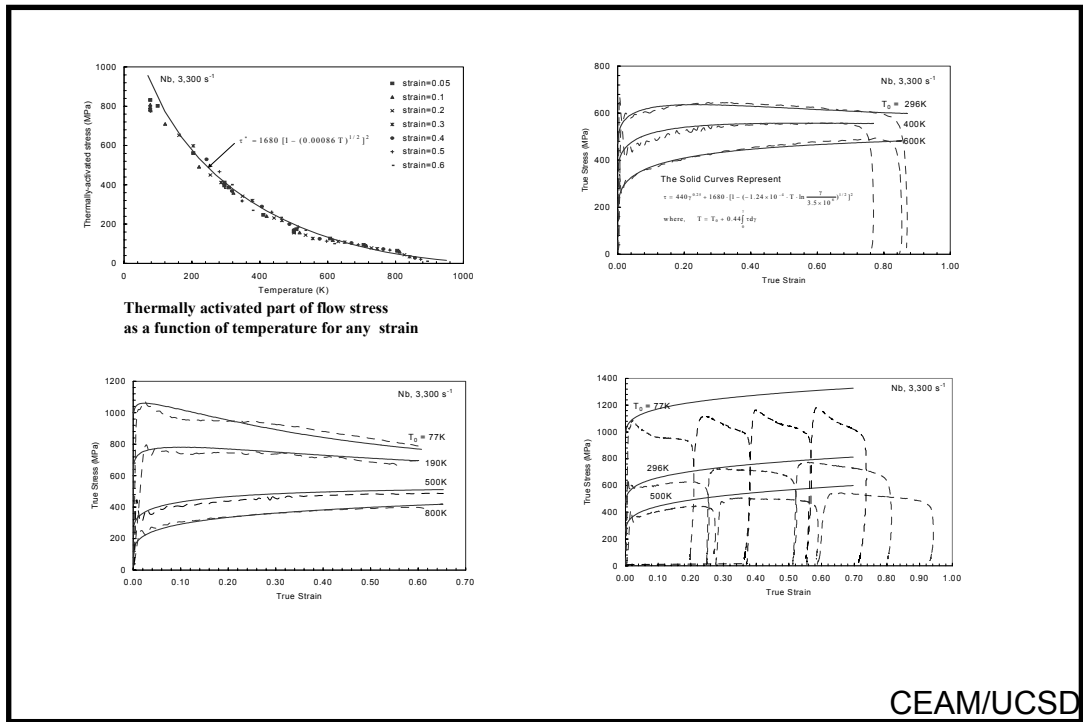 1000
800
600
400
200
0
0 200 400 600 800 1000
Thermally-activated stress (MPa)
Temperature (K)
Nb, 3,300 s⁻¹
strain=0.05
strain=0.1
strain=0.2
strain=0.3
strain=0.4
strain=0.5
strain=0.6
τ* = 1680 [1 − (0.00086 T)^{1/2}]²
Thermally activated part of flow stress
as a function of temperature for any strain
800
600
400
200
0
0.00 0.20 0.40 0.60 0.80 1.00
True Stress (MPa)
True Strain
Nb, 3,300 s⁻¹
T₀ = 296K
400K
600K
The Solid Curves Represent
where, T = T₀ + 0.44∫τdγ
1200
1000
800
600
400
200
0
0.00 0.10 0.20 0.30 0.40 0.50 0.60 0.70
True Stress (MPa)
True Strain
Nb, 3,300 s⁻¹
T₀ = 77K
190K
500K
800K
1400
1200
1000
800
600
400
200
0
0.00 0.10 0.20 0.30 0.40 0.50 0.60 0.70 0.80 0.90 1.00
True Stress (MPa)
True Strain
Nb, 3,300 s⁻¹
T₀ = 77K
296K
500K
CEAM/UCSD